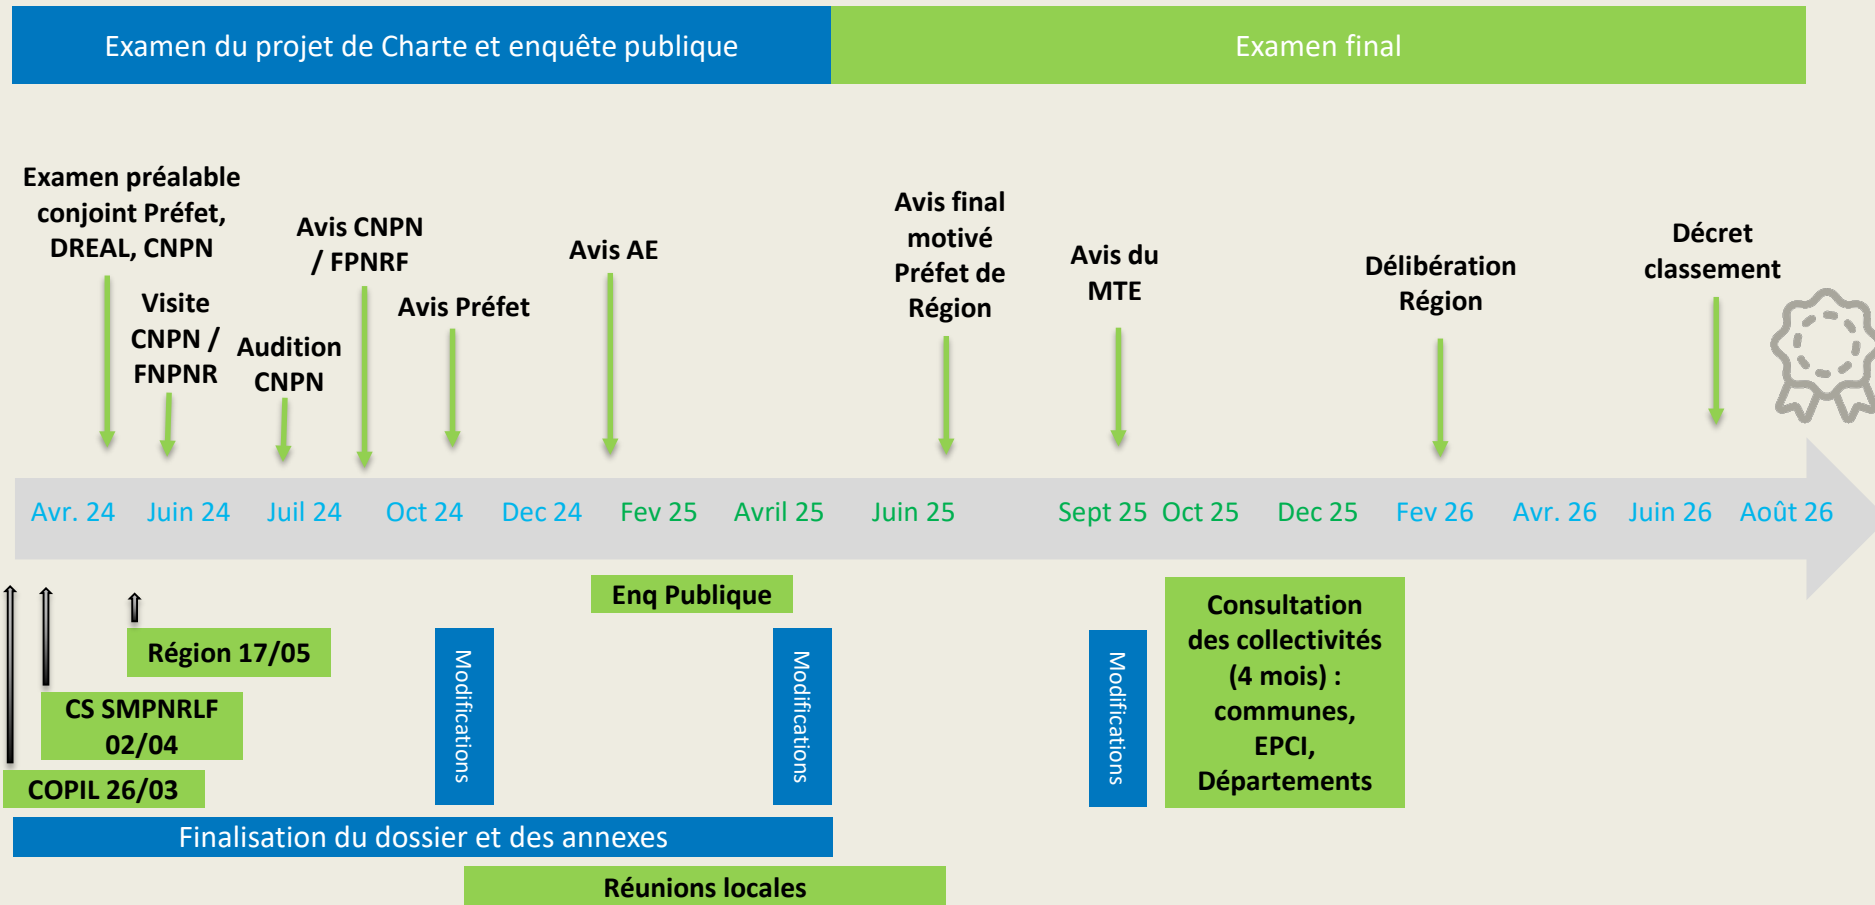 Examen du projet de Charte et enquête publique
Examen final
Examen préalable
conjoint Préfet,
DREAL, CNPN
Visite
CNPN /
FNPNR
Audition
CNPN
Avis CNPN
/ FPNRF
Avis Préfet
Avis AE
Avis final
motivé
Préfet de
Région
Avis du
MTE
Délibération
Région
Décret
classement
Avr. 24
Juin 24
Juil 24
Oct 24
Dec 24
Fev 25
Avril 25
Juin 25
Sept 25
Oct 25
Dec 25
Fev 26
Avr. 26
Juin 26
Août 26
Région 17/05
CS SMPNRLF
02/04
COPIL 26/03
Modifications
Enq Publique
Modifications
Modifications
Consultation
des collectivités
(4 mois) :
communes,
EPCI,
Départements
Finalisation du dossier et des annexes
Réunions locales